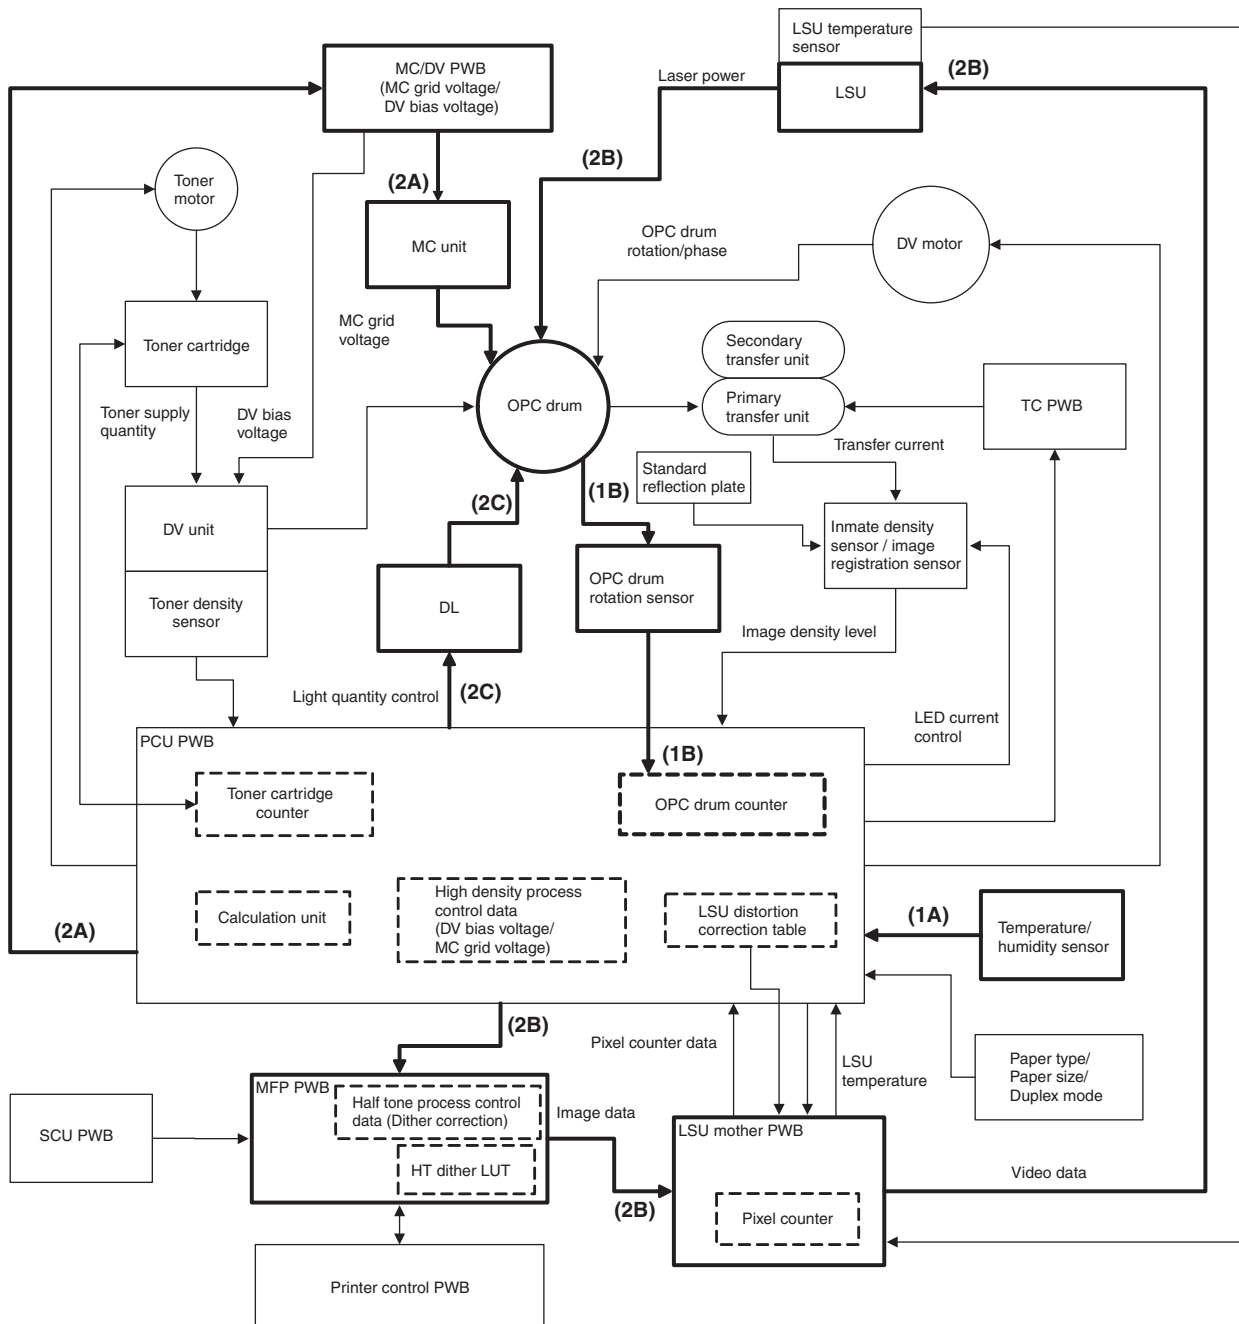 LSU temperature
sensor
(2B)
MC/DV PWB
(MC grid voltage/
DV bias voltage)
Laser power
LSU
(2B)
(2A)
Toner
motor
MC unit
OPC drum
rotation/phase
DV motor
MC grid
voltage
Toner cartridge
Secondary
transfer unit
OPC drum
Primary
transfer unit
TC PWB
Toner supply
quantity
DV bias
voltage
Transfer current
Standard
reflection plate
(1B)
(2C)
DV unit
Inmate density
sensor / image
registration sensor
OPC drum
rotation sensor
Toner density
sensor
DL
Image density level
Light quantity control
(2C)
LED current
control
PCU PWB
(1B)
Toner cartridge
counter
OPC drum counter
High density process
control data
(DV bias voltage/
MC grid voltage)
Calculation unit
LSU distortion
correction table
(1A)
Temperature/
humidity sensor
(2A)
(2B)
Pixel counter data
LSU
temperature
Paper type/
Paper size/
Duplex mode
MFP PWB
Half tone process control
data (Dither correction)
Image data
SCU PWB
LSU mother PWB
HT dither LUT
Video data
(2B)
Pixel counter
Printer control PWB